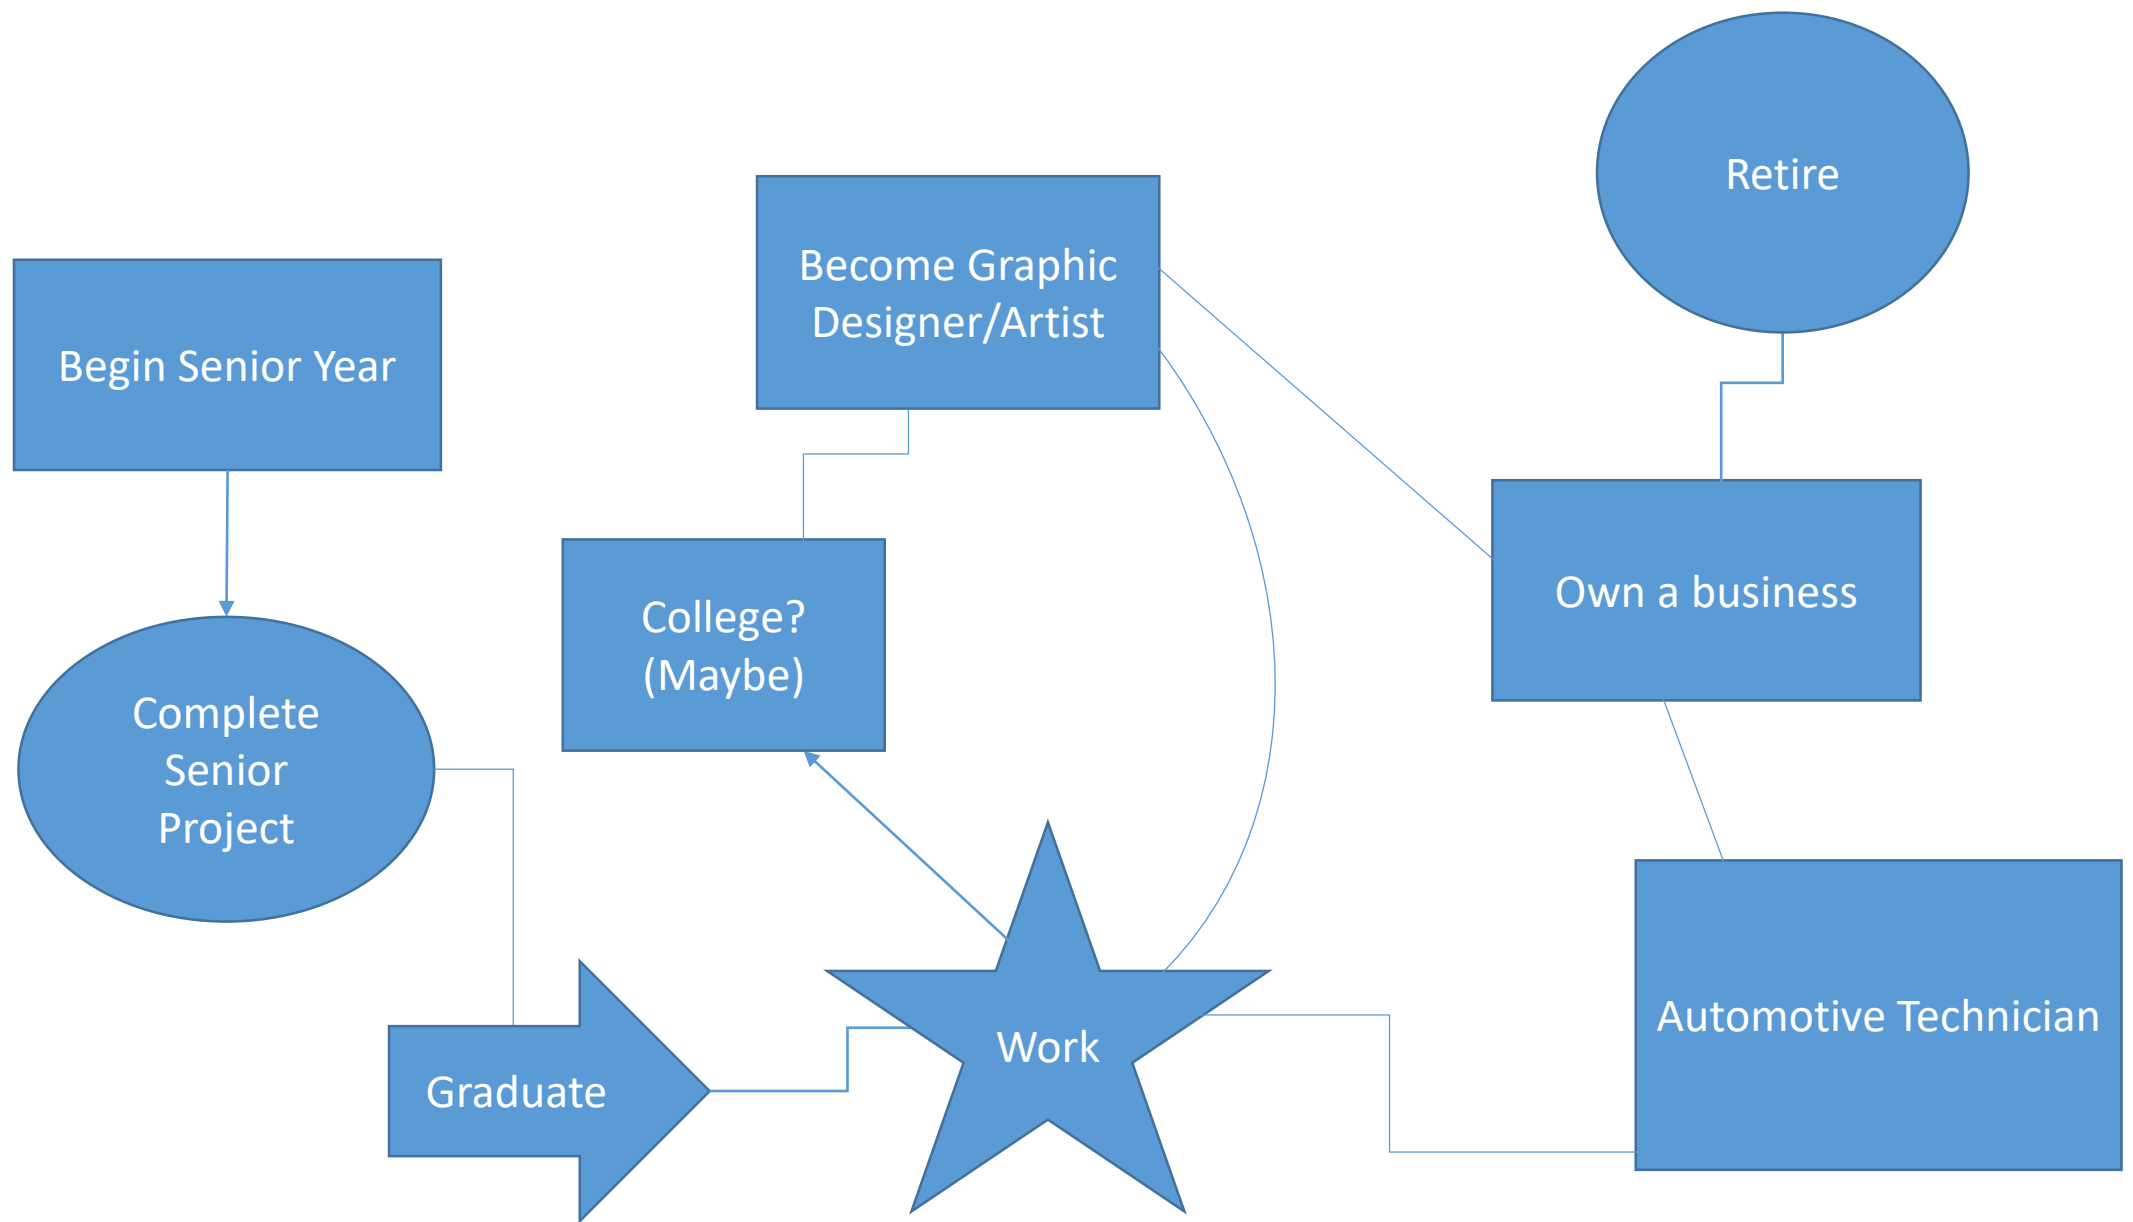 Begin Senior Year
Complete
Senior
Project
Graduate
Work
College?
(Maybe)
Become Graphic
Designer/Artist
Automotive Technician
Own a business
Retire